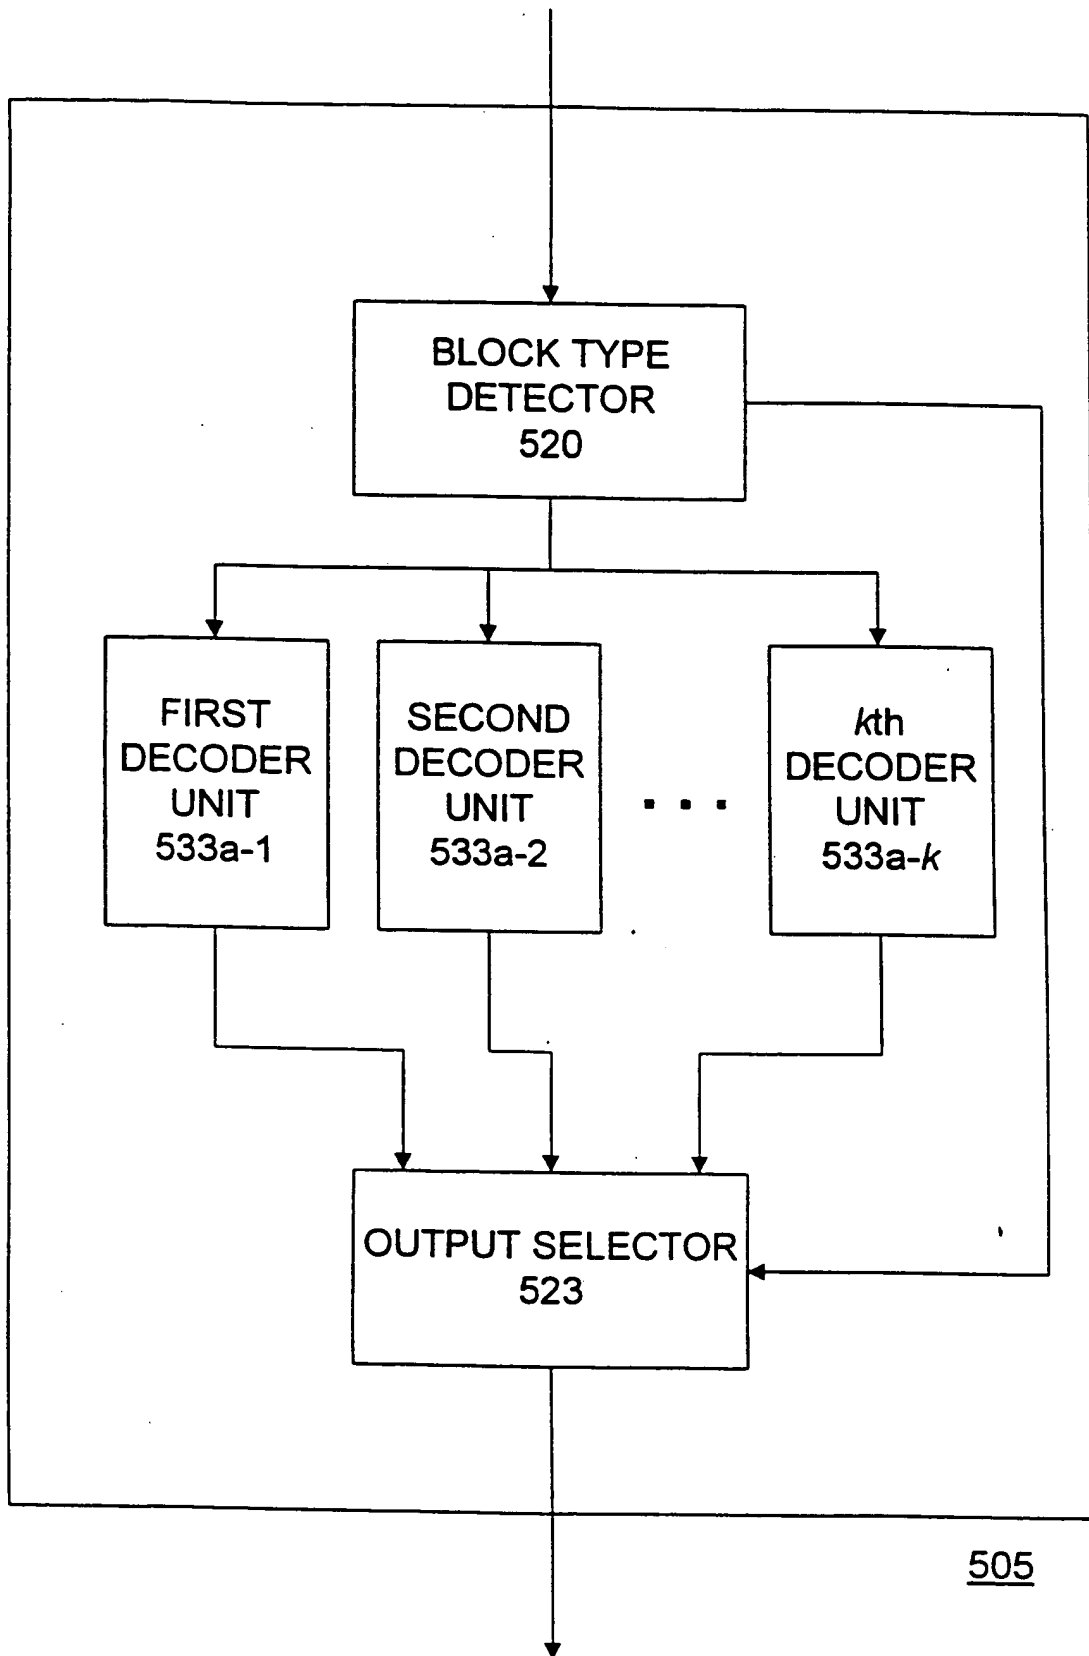 BLOCK TYPE
DETECTOR
520
FIRST
DECODER
UNIT
533a-1
SECOND
DECODER
UNIT
533a-2
. . .
kth
DECODER
UNIT
533a-k
OUTPUT SELECTOR
523
505